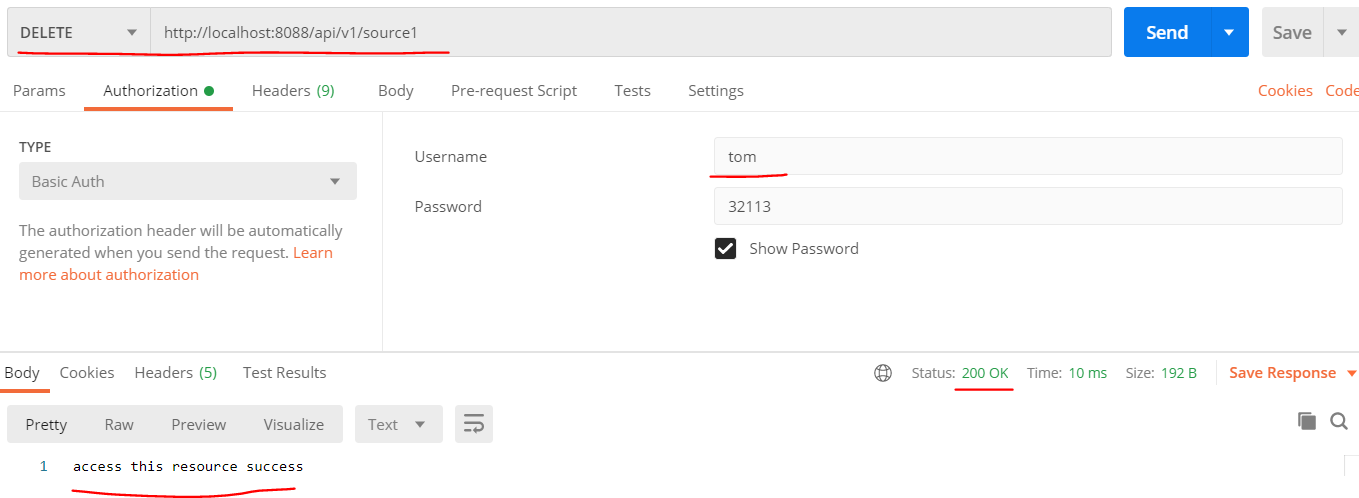 DELETE http://localhost:8088/api/v1/source1 Send Save
Params Authorization Headers (9) Body Pre-request Script Tests Settings Cookies Code
TYPE
Basic Auth
The authorization header will be automatically
generated when you send the request. Learn
more about authorization
Username tom
Password 32113
Show Password
Body Cookies Headers (5) Test Results Status: 200 OK Time: 10 ms Size: 192 B Save Response
Pretty Raw Preview Visualize Text
1 access this resource success